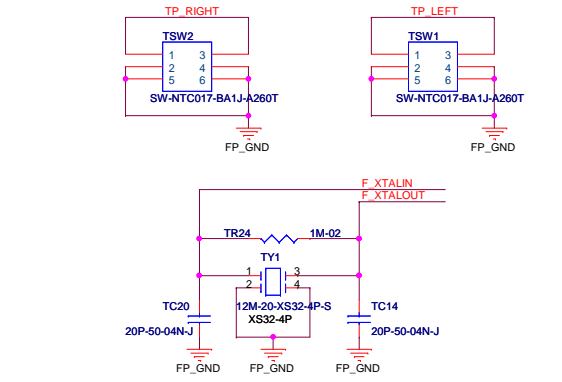 TP_RIGHT
TP_LEFT
TSW2
TSW1
1 3
2 4
5 6
1 3
2 4
5 6
SW-NTC017-BA1J-A260T
SW-NTC017-BA1J-A260T
FP_GND
FP_GND
F_XTALIN
F_XTALOUT
TR24
1M-02
TY1
1 3
2 4
TC20
12M-20-XS32-4P-S
TC14
XS32-4P
20P-50-04N-J
20P-50-04N-J
FP_GND
FP_GND
FP_GND